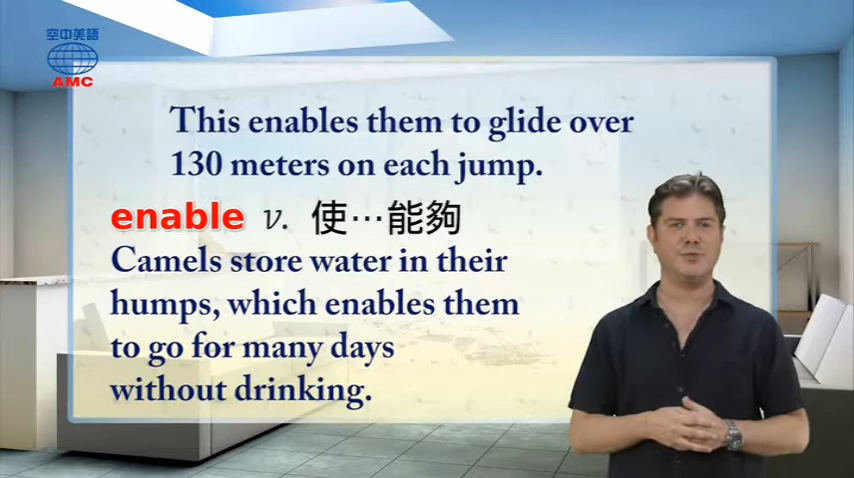 空中美語
AMC
This enables them to glide over
130 meters on each jump.
enable v. 使…能夠
Camels store water in their
humps, which enables them
to go for many days
without drinking.